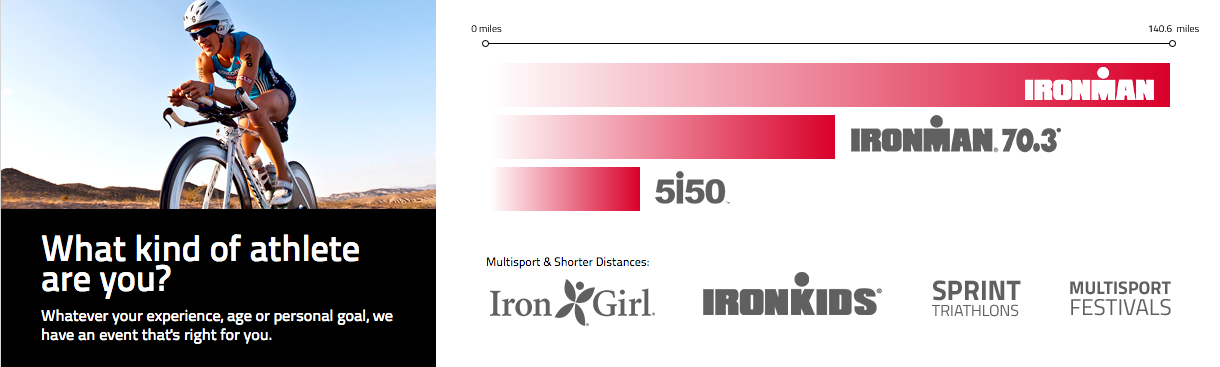 What kind of athlete
are you?
Whatever your experience, age or personal goal, we
have an event that's right for you.
0 miles
140.6 miles
IRONMAN
IRONMAN® 70.3®
5i50™
Multisport & Shorter Distances:
Iron Girl®
IRONKIDS®
SPRINT
TRIATHLONS
MULTISPORT
FESTIVALS